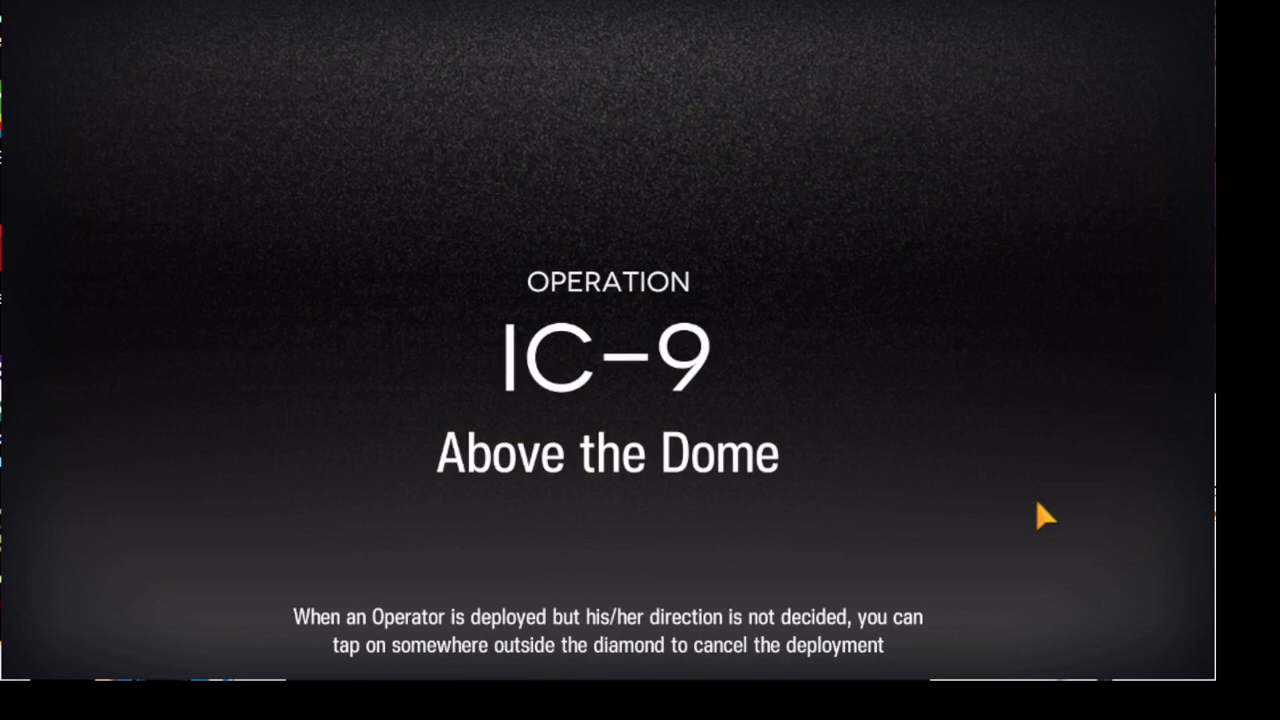 OPERATION
IC-9
Above the Dome
When an Operator is deployed but his/her direction is not decided, you can
tap on somewhere outside the diamond to cancel the deployment